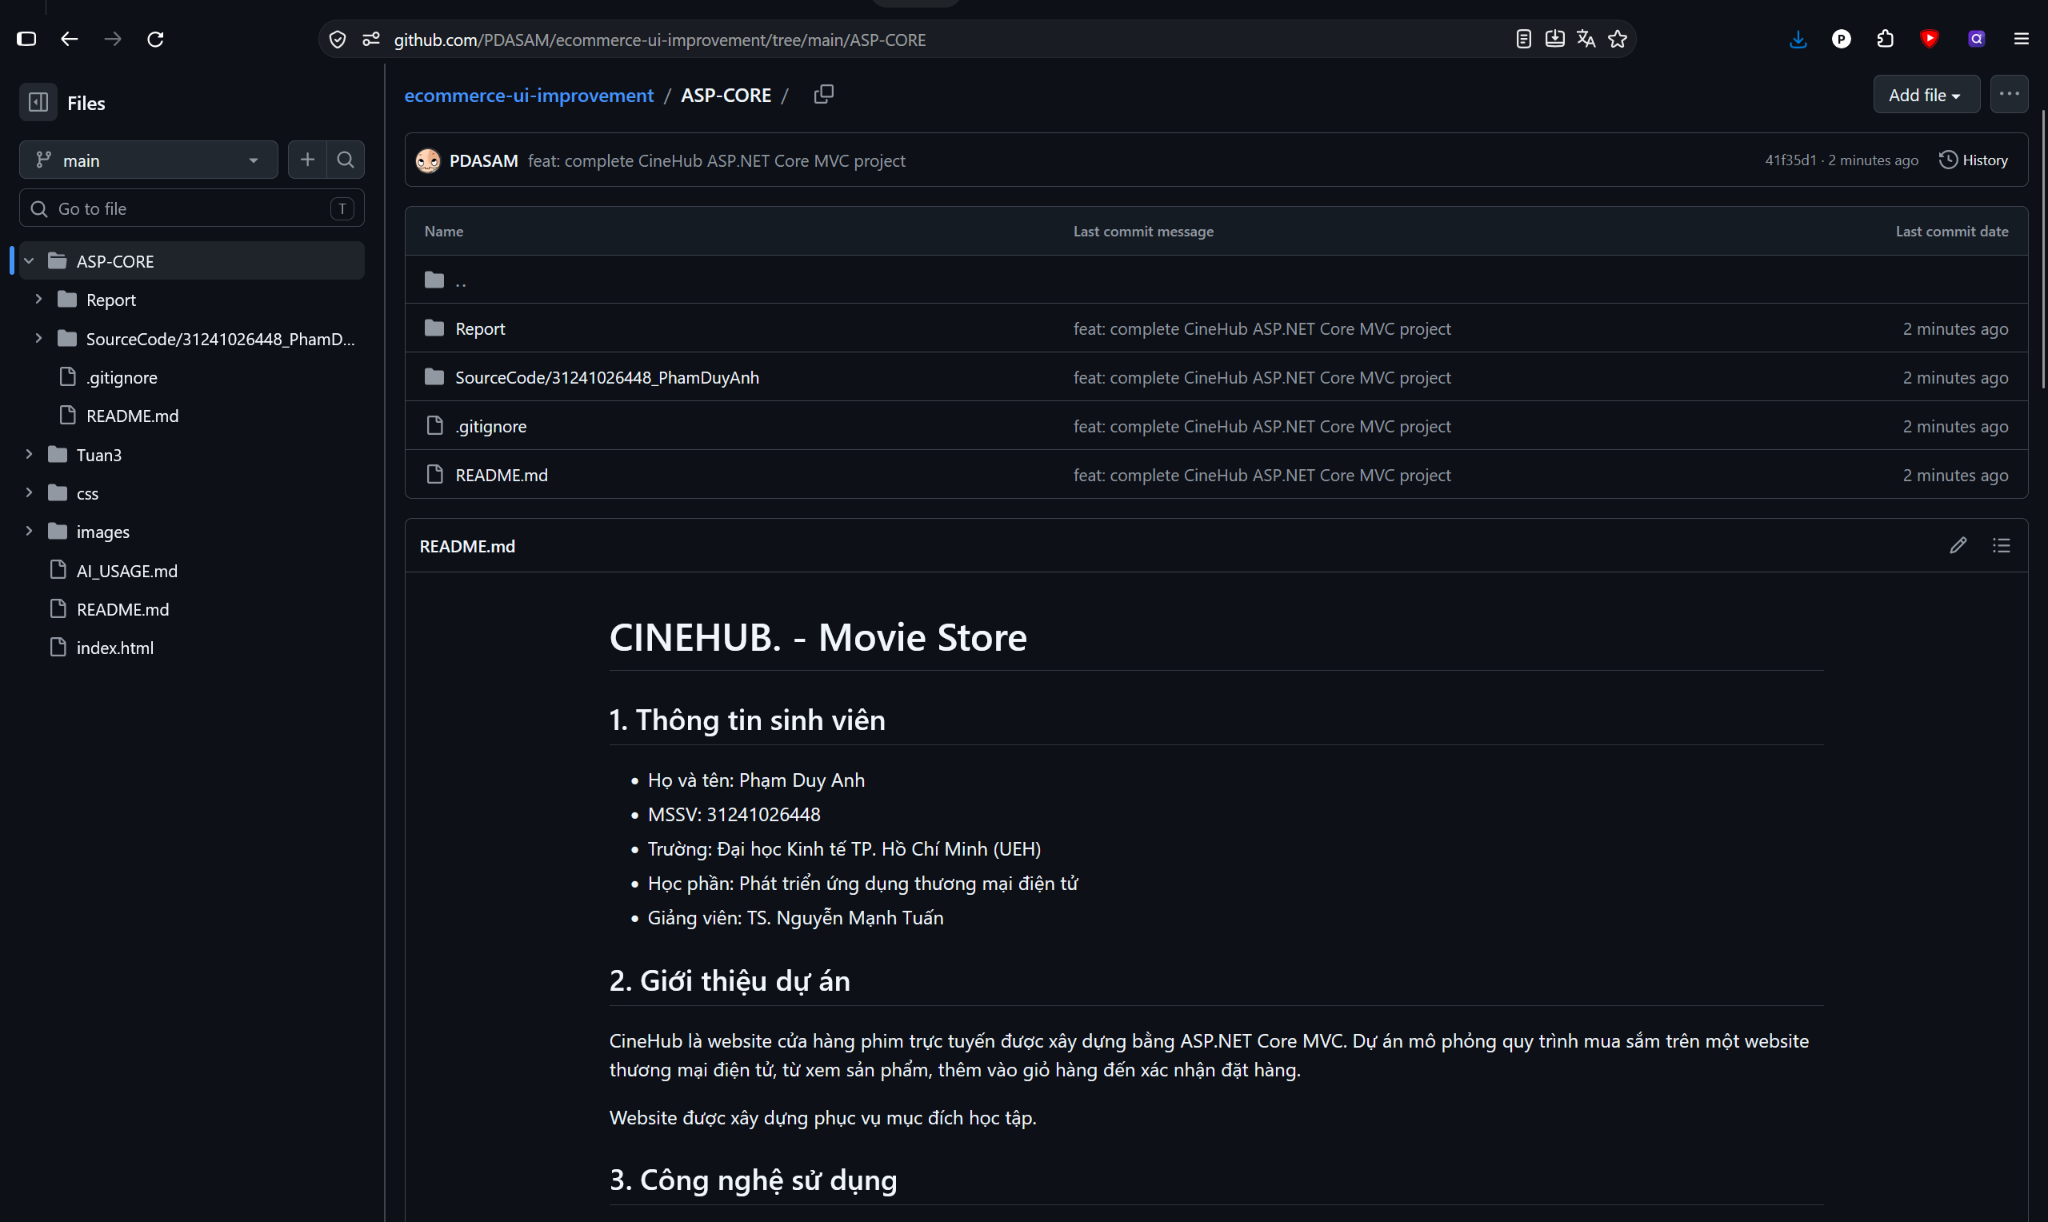 github.com/PDASAM/ecommerce-ui-improvement/tree/main/ASP-CORE
P
Files
main
Go to file
T
ASP-CORE
Report
SourceCode/31241026448_PhamD...
.gitignore
README.md
Tuan3
css
images
AI_USAGE.md
README.md
index.html
ecommerce-ui-improvement / ASP-CORE /
Add file
PDASAM feat: complete CineHub ASP.NET Core MVC project
41f35d1 · 2 minutes ago
History
Name Last commit message Last commit date
..
Report feat: complete CineHub ASP.NET Core MVC project 2 minutes ago
SourceCode/31241026448_PhamDuyAnh feat: complete CineHub ASP.NET Core MVC project 2 minutes ago
.gitignore feat: complete CineHub ASP.NET Core MVC project 2 minutes ago
README.md feat: complete CineHub ASP.NET Core MVC project 2 minutes ago
README.md
CINEHUB. - Movie Store
1. Thông tin sinh viên
• Họ và tên: Phạm Duy Anh
• MSSV: 31241026448
• Trường: Đại học Kinh tế TP. Hồ Chí Minh (UEH)
• Học phần: Phát triển ứng dụng thương mại điện tử
• Giảng viên: TS. Nguyễn Mạnh Tuấn
2. Giới thiệu dự án
CineHub là website cửa hàng phim trực tuyến được xây dựng bằng ASP.NET Core MVC. Dự án mô phỏng quy trình mua sắm trên một website
thương mại điện tử, từ xem sản phẩm, thêm vào giỏ hàng đến xác nhận đặt hàng.
Website được xây dựng phục vụ mục đích học tập.
3. Công nghệ sử dụng